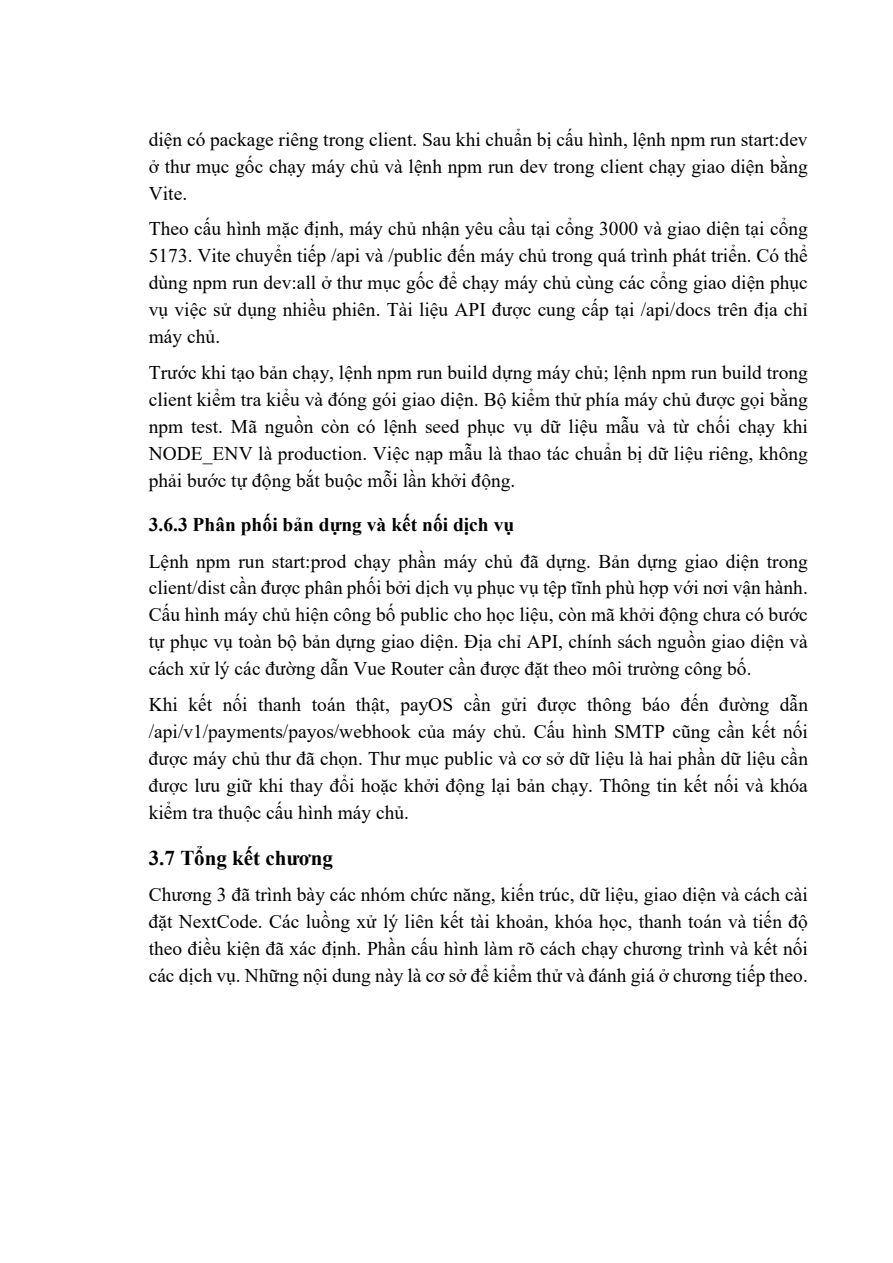 diện có package riêng trong client. Sau khi chuẩn bị cấu hình, lệnh npm run start:dev
ở thư mục gốc chạy máy chủ và lệnh npm run dev trong client chạy giao diện bằng
Vite.
Theo cấu hình mặc định, máy chủ nhận yêu cầu tại cổng 3000 và giao diện tại cổng
5173. Vite chuyển tiếp /api và /public đến máy chủ trong quá trình phát triển. Có thể
dùng npm run dev:all ở thư mục gốc để chạy máy chủ cùng các cổng giao diện phục
vụ việc sử dụng nhiều phiên. Tài liệu API được cung cấp tại /api/docs trên địa chỉ
máy chủ.
Trước khi tạo bản chạy, lệnh npm run build dựng máy chủ; lệnh npm run build trong
client kiểm tra kiểu và đóng gói giao diện. Bộ kiểm thử phía máy chủ được gọi bằng
npm test. Mã nguồn còn có lệnh seed phục vụ dữ liệu mẫu và từ chối chạy khi
NODE_ENV là production. Việc nạp mẫu là thao tác chuẩn bị dữ liệu riêng, không
phải bước tự động bắt buộc mỗi lần khởi động.
3.6.3 Phân phối bản dựng và kết nối dịch vụ
Lệnh npm run start:prod chạy phần máy chủ đã dựng. Bản dựng giao diện trong
client/dist cần được phân phối bởi dịch vụ phục vụ tệp tĩnh phù hợp với nơi vận hành.
Cấu hình máy chủ hiện công bố public cho học liệu, còn mã khởi động chưa có bước
tự phục vụ toàn bộ bản dựng giao diện. Địa chỉ API, chính sách nguồn giao diện và
cách xử lý các đường dẫn Vue Router cần được đặt theo môi trường công bố.
Khi kết nối thanh toán thật, payOS cần gửi được thông báo đến đường dẫn
/api/v1/payments/payos/webhook của máy chủ. Cấu hình SMTP cũng cần kết nối
được máy chủ thư đã chọn. Thư mục public và cơ sở dữ liệu là hai phần dữ liệu cần
được lưu giữ khi thay đổi hoặc khởi động lại bản chạy. Thông tin kết nối và khóa
kiểm tra thuộc cấu hình máy chủ.
3.7 Tổng kết chương
Chương 3 đã trình bày các nhóm chức năng, kiến trúc, dữ liệu, giao diện và cách cài
đặt NextCode. Các luồng xử lý liên kết tài khoản, khóa học, thanh toán và tiến độ
theo điều kiện đã xác định. Phần cấu hình làm rõ cách chạy chương trình và kết nối
các dịch vụ. Những nội dung này là cơ sở để kiểm thử và đánh giá ở chương tiếp theo.